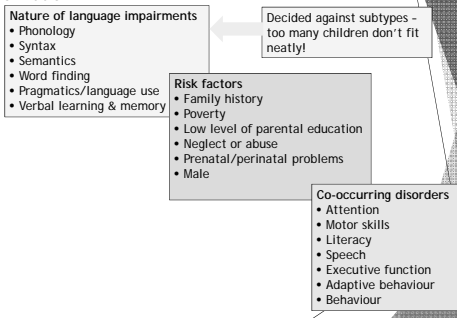 Nature of language impairments
• Phonology
• Syntax
• Semantics
• Word finding
• Pragmatics/language use
• Verbal learning & memory
Decided against subtypes –
too many children don't fit
neatly!
Risk factors
• Family history
• Poverty
• Low level of parental education
• Neglect or abuse
• Prenatal/perinatal problems
• Male
Co-occurring disorders
• Attention
• Motor skills
• Literacy
• Speech
• Executive function
• Adaptive behaviour
• Behaviour